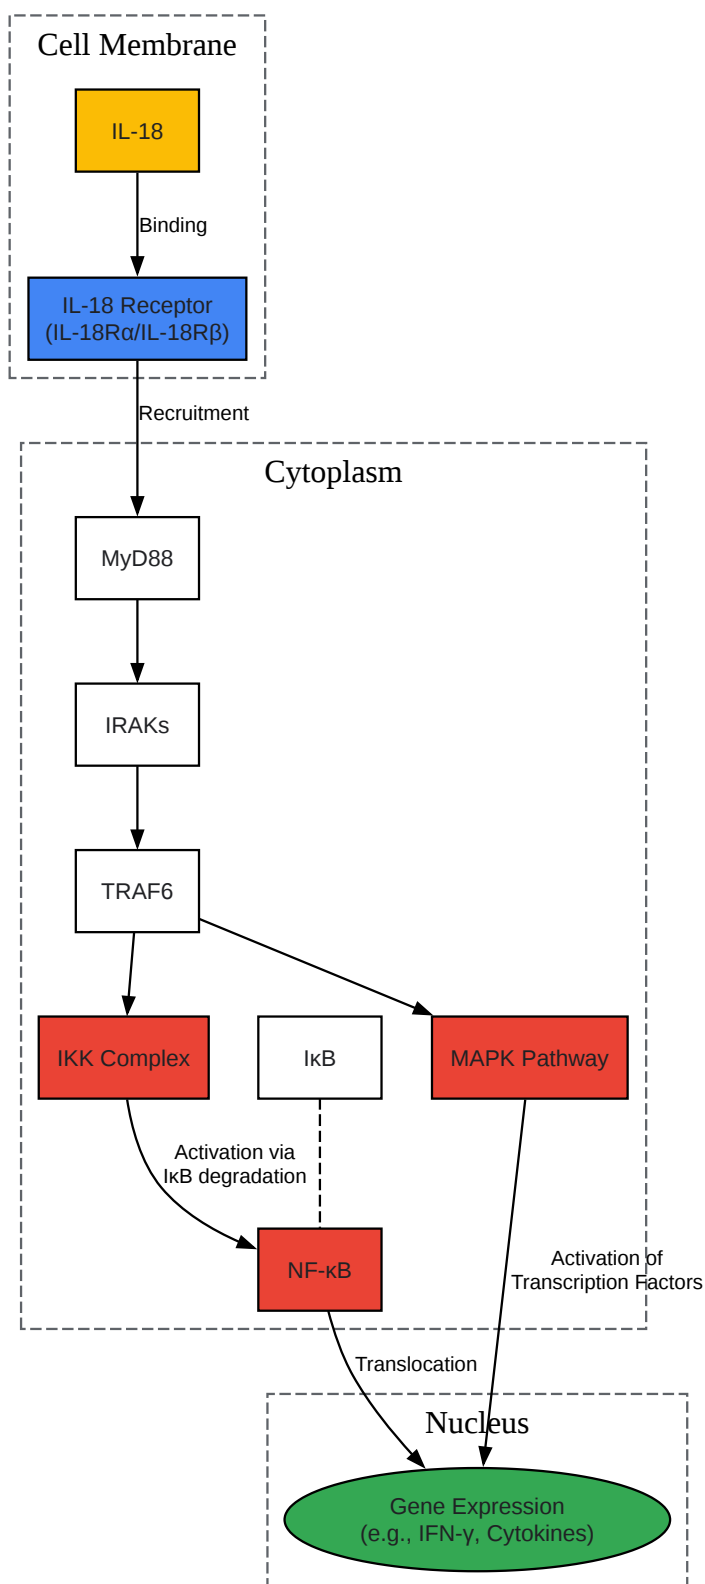 Cell Membrane
IL-18
Binding
IL-18 Receptor
(IL-18Rα/IL-18Rβ)
Recruitment
Cytoplasm
MyD88
IRAKs
TRAF6
IKK Complex
IκB
MAPK Pathway
Activation via
IκB degradation
NF-κB
Activation of
Transcription Factors
Translocation
Nucleus
Gene Expression
(e.g., IFN-γ, Cytokines)